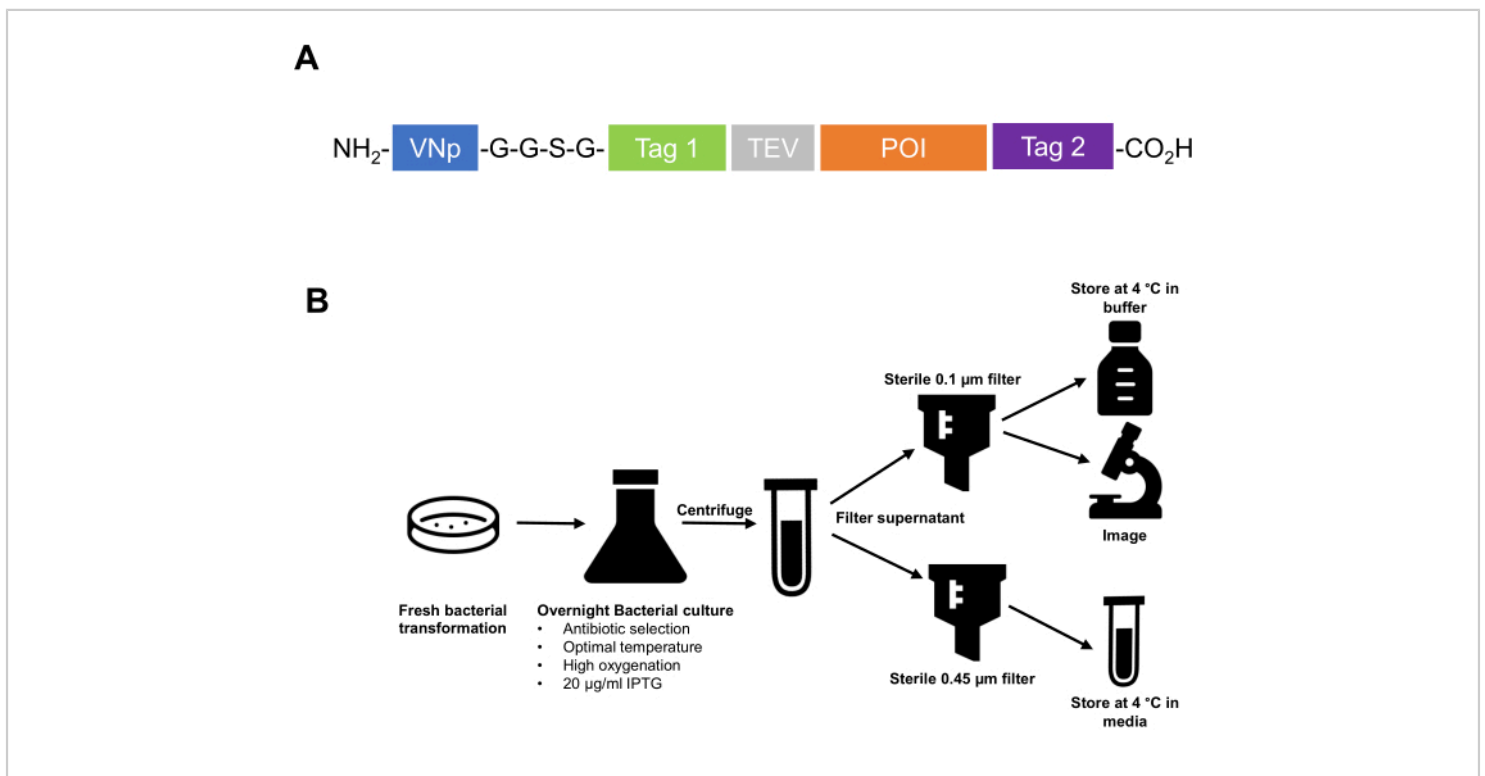 A
NH2- VNp -G-G-S-G- Tag 1 TEV POI Tag 2 -CO2H
B
Store at 4 °C in
buffer
Sterile 0.1 µm filter
Centrifuge
Filter supernatant
Image
Fresh bacterial
transformation
Overnight Bacterial culture
• Antibiotic selection
• Optimal temperature
• High oxygenation
• 20 µg/ml IPTG
Sterile 0.45 µm filter
Store at 4 °C in
media